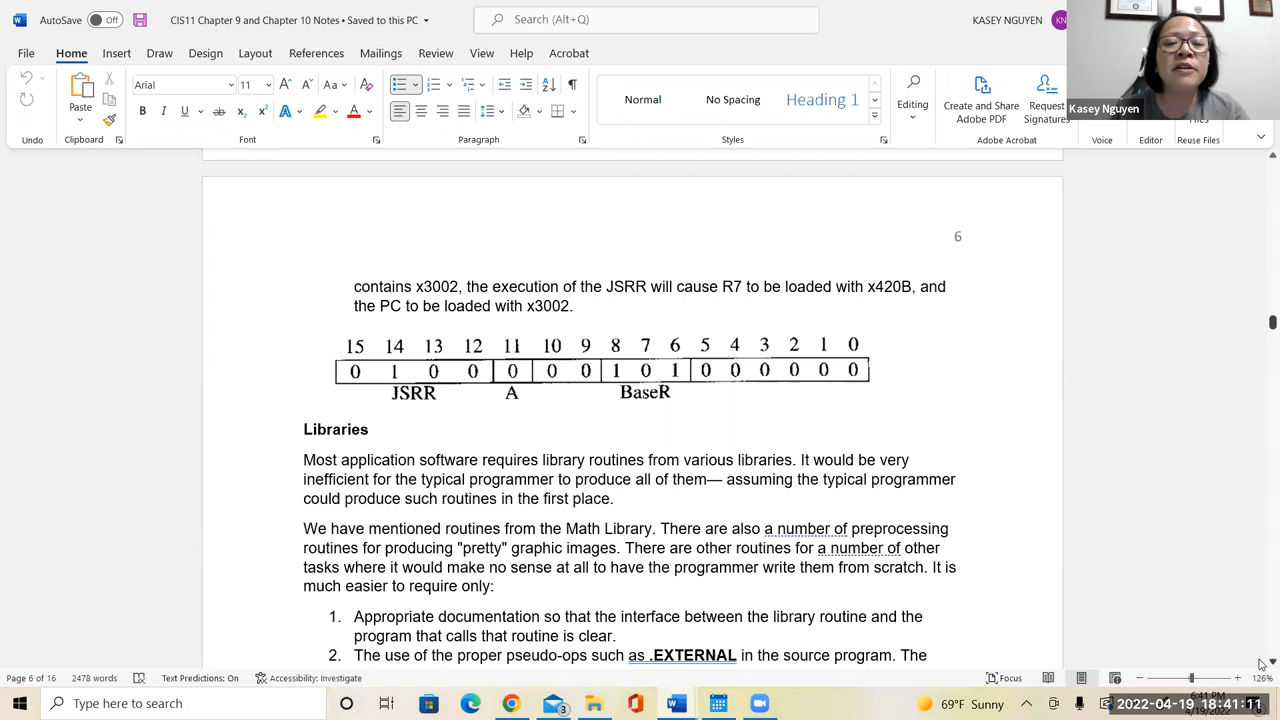 AutoSave Off CIS11 Chapter 9 and Chapter 10 Notes • Saved to this PC Search (Alt+Q) KASEY NGUYEN KN
File Home Insert Draw Design Layout References Mailings Review View Help Acrobat
Arial 11 Aa
Paste
B I U ab x2 x2 A A
Normal No Spacing Heading 1
Editing
Create and Share
Adobe PDF
Request
Signatures
Kasey Nguyen
Files
Undo Clipboard Font Paragraph Styles Adobe Acrobat Voice Editor Reuse Files
6
contains x3002, the execution of the JSRR will cause R7 to be loaded with x420B, and
the PC to be loaded with x3002.
15 14 13 12 11 10 9 8 7 6 5 4 3 2 1 0
0 1 0 0 0 0 0 1 0 1 0 0 0 0 0 0
JSRR A BaseR
Libraries
Most application software requires library routines from various libraries. It would be very
inefficient for the typical programmer to produce all of them— assuming the typical programmer
could produce such routines in the first place.
We have mentioned routines from the Math Library. There are also a number of preprocessing
routines for producing "pretty" graphic images. There are other routines for a number of other
tasks where it would make no sense at all to have the programmer write them from scratch. It is
much easier to require only:
1. Appropriate documentation so that the interface between the library routine and the
program that calls that routine is clear.
2. The use of the proper pseudo-ops such as .EXTERNAL in the source program. The
Page 6 of 16 2478 words Text Predictions: On Accessibility: Investigate Focus 126%
Type here to search 3 69°F Sunny 6:41 PM
4/19/2022
2022-04-19 18:41:11